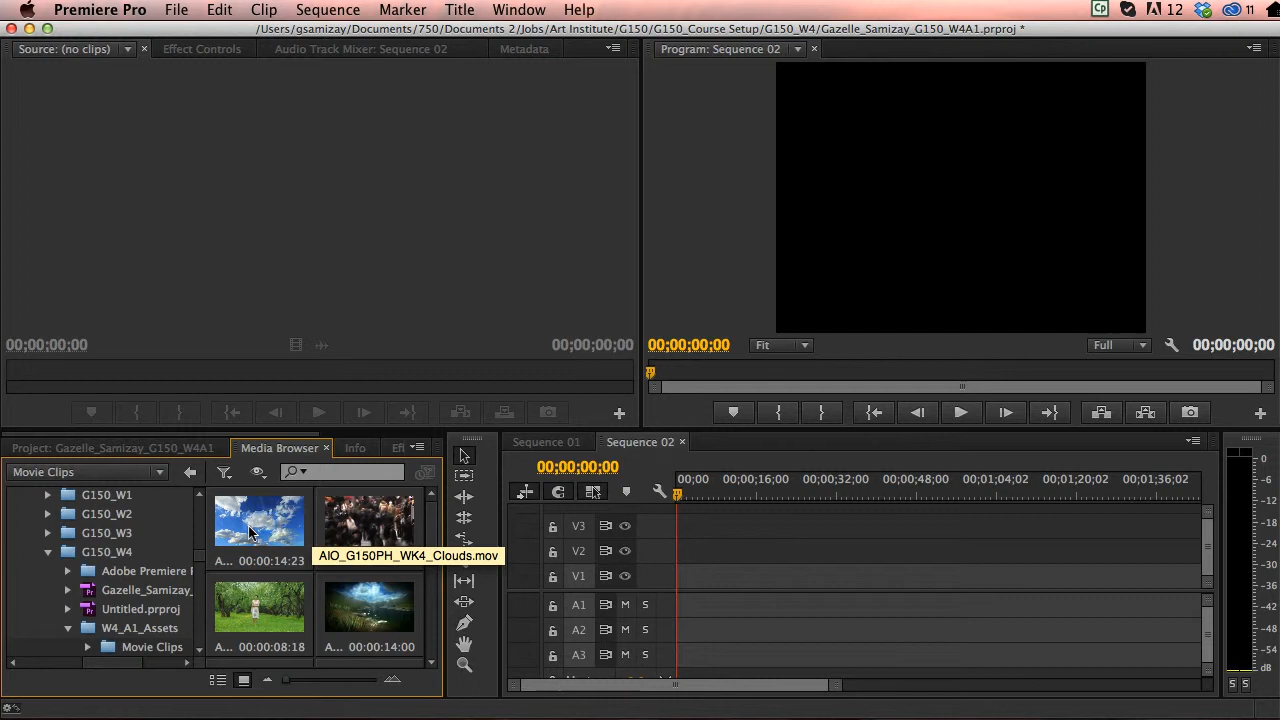 Premiere Pro File Edit Clip Sequence Marker Title Window Help 12 11
/Users/gsamizay/Documents/750/Documents 2/Jobs/Art Institute/G150/G150_Course Setup/G150_W4/Gazelle_Samizay_G150_W4A1.prproj *
Source: (no clips) Effect Controls Audio Track Mixer: Sequence 02 Metadata
Program: Sequence 02
00;00;00;00 00;00;00;00
00;00;00;00 Fit Full 00;00;00;00
Project: Gazelle_Samizay_G150_W4A1 Media Browser Info Ef
Movie Clips
G150_W1
G150_W2
G150_W3
G150_W4
Adobe Premiere P
Gazelle_Samizay_
Untitled.prproj
W4_A1_Assets
Movie Clips
A... 00:00:14:23
AIO_G150PH_WK4_Clouds.mov
A... 00:00:08:18
A... 00:00:14:00
Sequence 01 Sequence 02
00;00;00;00
00;00 00;00;16;00 00;00;32;00 00;00;48;00 00;01;04;02 00;01;20;02 00;01;36;02
V3
V2
V1
A1 M S
A2 M S
A3 M S
0
-6
-12
-18
-24
-30
-36
-42
-48
-54
dB
S S